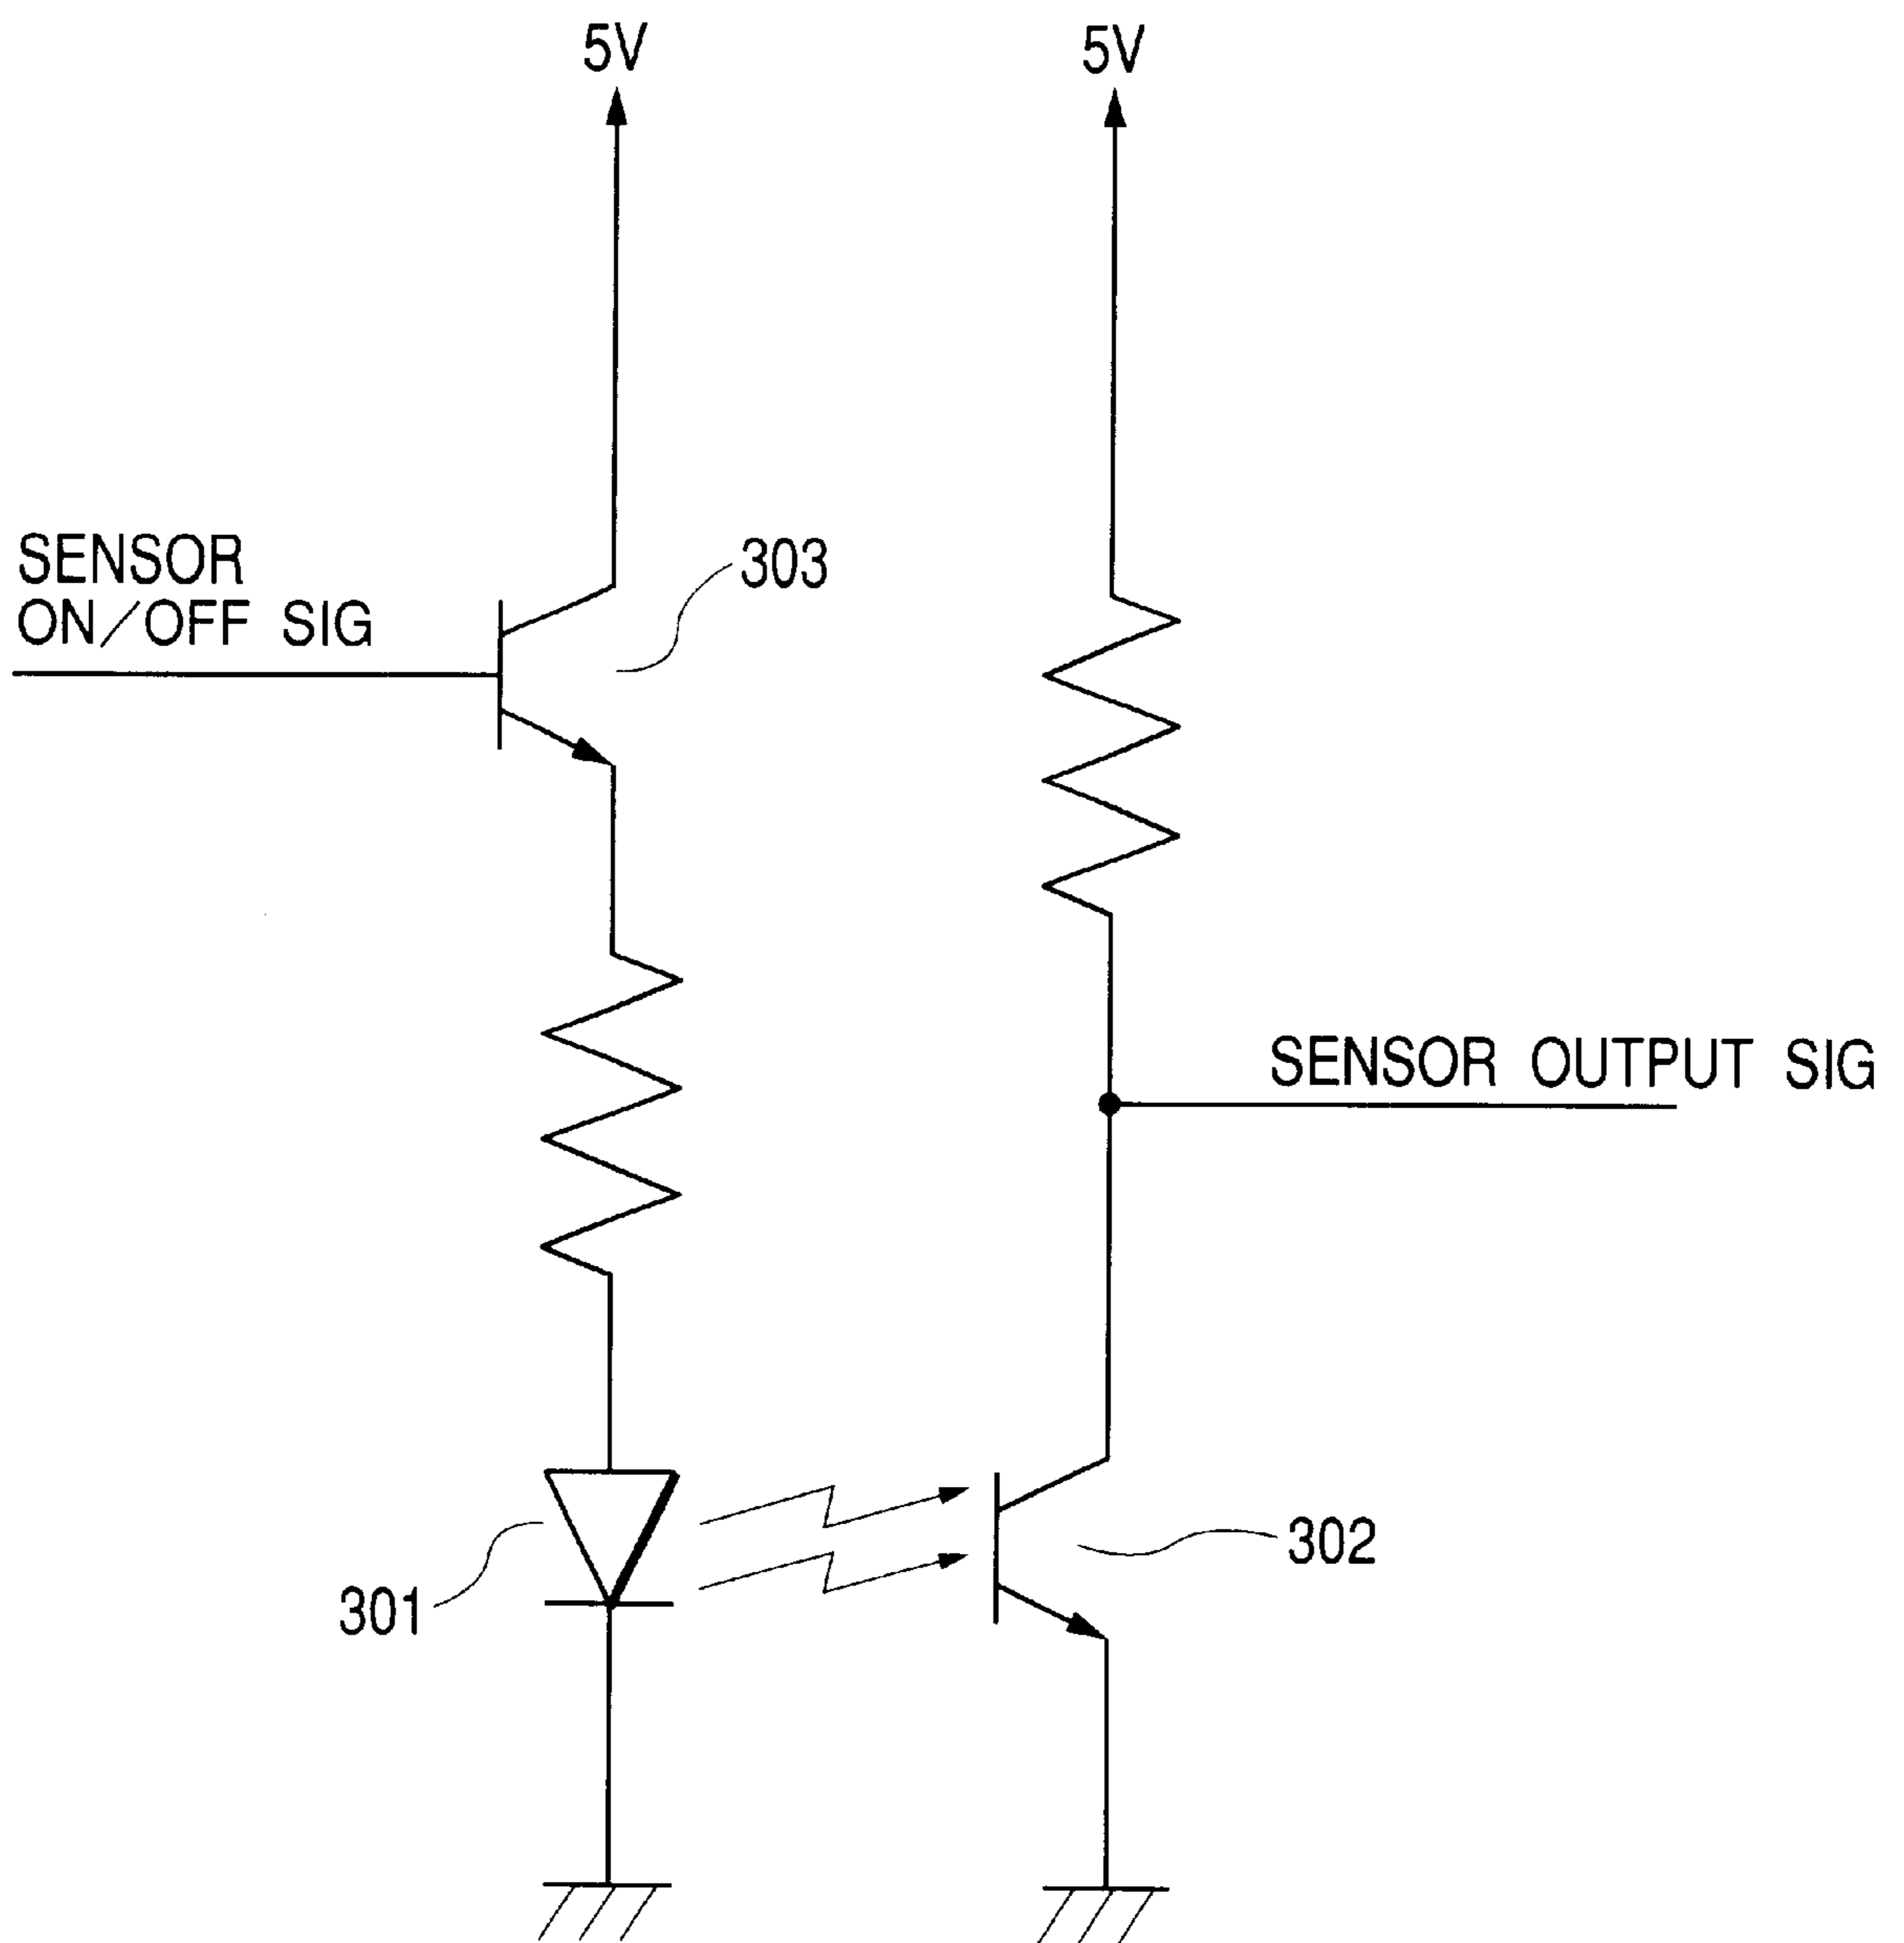 5V
5V
SENSOR
ON/OFF SIG
303
SENSOR OUTPUT SIG
302
301